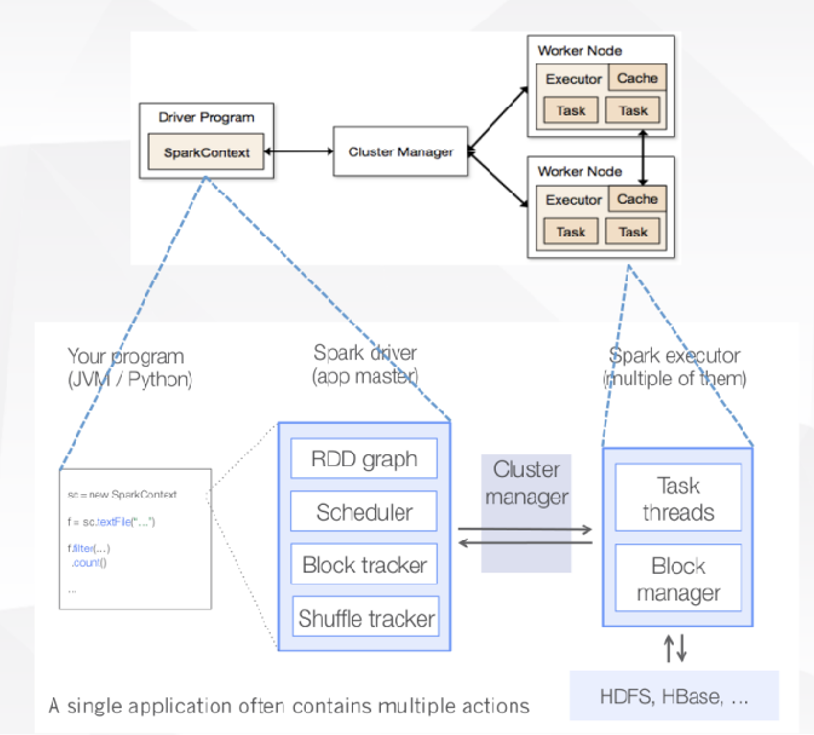 Worker Node
Executor Cache
Task Task
Driver Program
SparkContext
Cluster Manager
Worker Node
Executor Cache
Task Task
Your program
(JVM / Python)
Spark driver
(app master)
Spark executor
(multiple of them)
sc = new SparkContext
f = sc.textFile("...")
f.filter(...)
.count()
...
RDD graph
Scheduler
Block tracker
Shuffle tracker
Cluster
manager
Task
threads
Block
manager
HDFS, HBase, ...
A single application often contains multiple actions